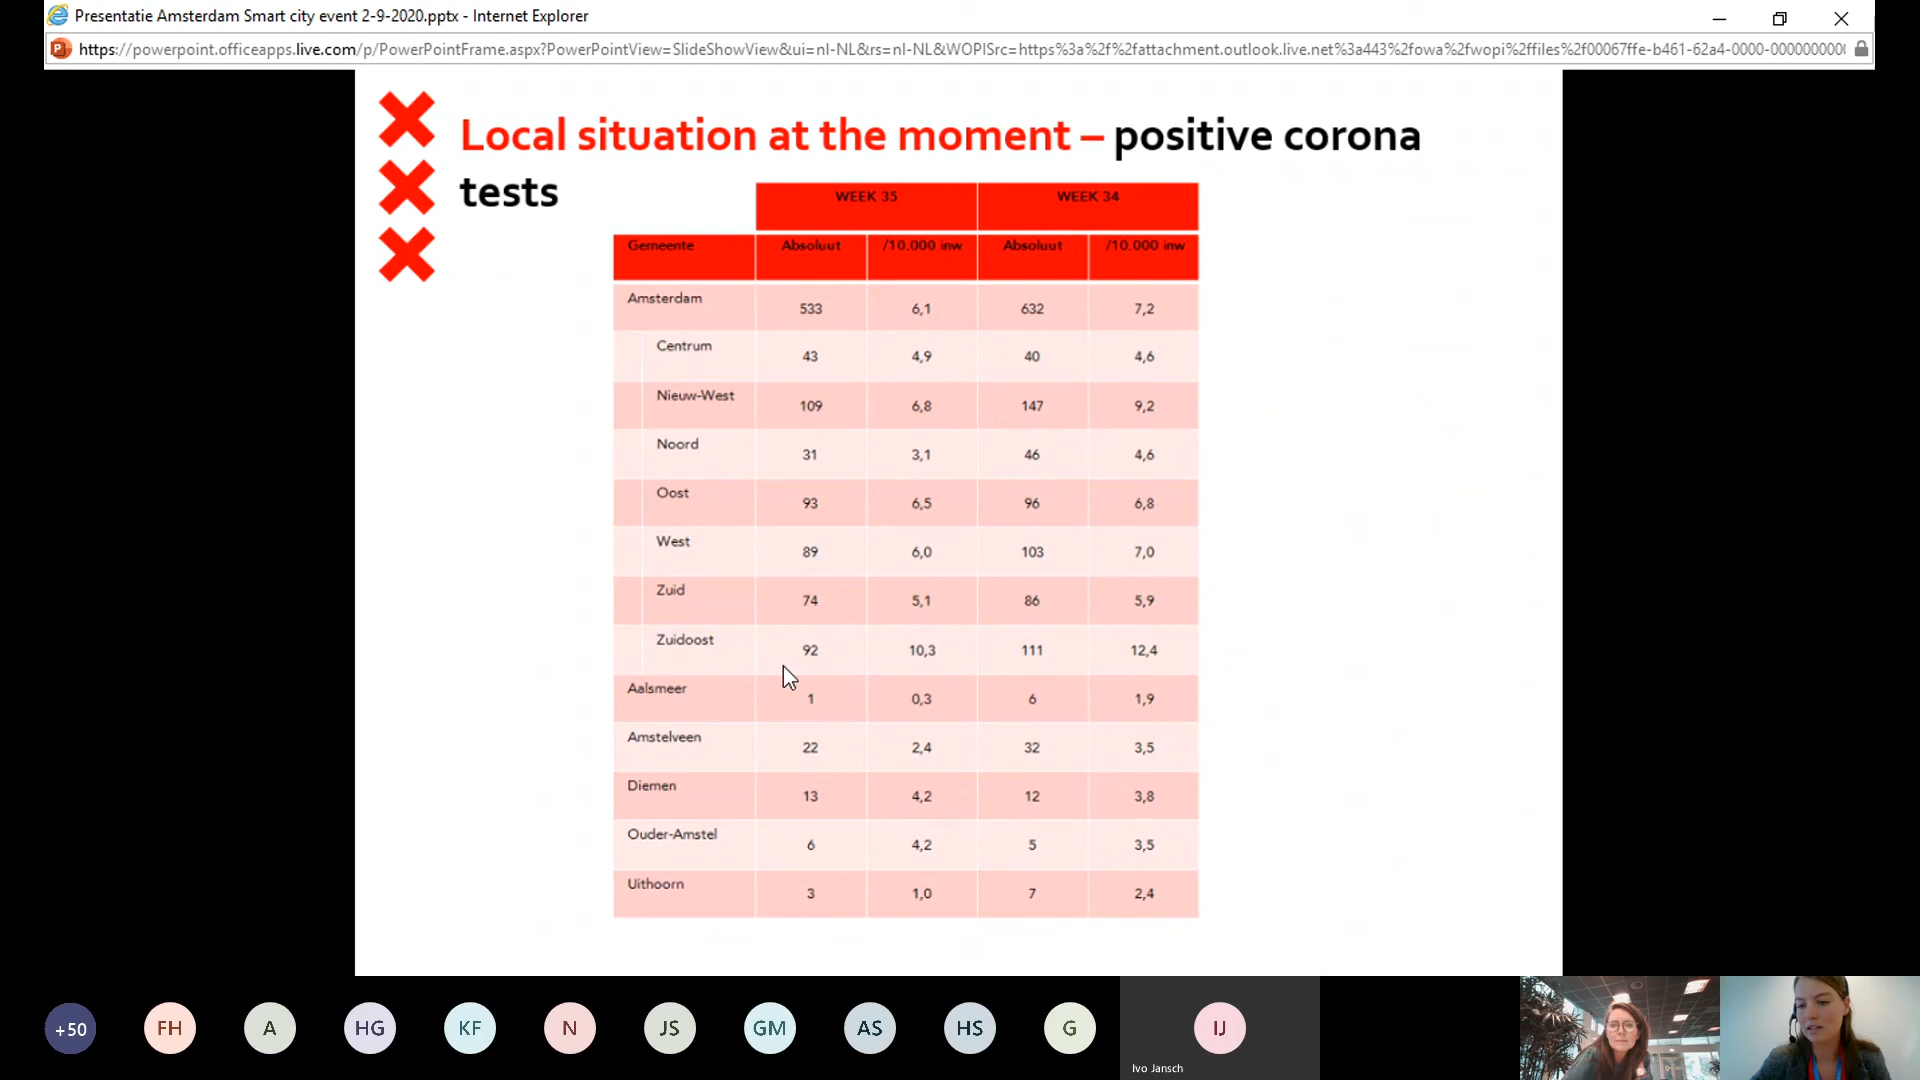 Presentatie Amsterdam Smart city event 2-9-2020.pptx - Internet Explorer
https://powerpoint.officeapps.live.com/p/PowerPointFrame.aspx?PowerPointView=SlideShowView&ui=nl-NL&rs=nl-NL&WOPISrc=https%3a%2f%2fattachment.outlook.live.net%3a443%2fowa%2fwopi%2ffiles%2f00067ffe-b461-62a4-0000-000000000
Local situation at the moment – positive corona
tests
WEEK 35 WEEK 34
Gemeente Absoluut /10.000 inw Absoluut /10.000 inw
Amsterdam 533 6,1 632 7,2
Centrum 43 4,9 40 4,6
Nieuw-West 109 6,8 147 9,2
Noord 31 3,1 46 4,6
Oost 93 6,5 96 6,8
West 89 6,0 103 7,0
Zuid 74 5,1 86 5,9
Zuidoost 92 10,3 111 12,4
Aalsmeer 1 0,3 6 1,9
Amstelveen 22 2,4 32 3,5
Diemen 13 4,2 12 3,8
Ouder-Amstel 6 4,2 5 3,5
Uithoorn 3 1,0 7 2,4
+50 FH A HG KF N JS GM AS HS G IJ
Ivo Jansch